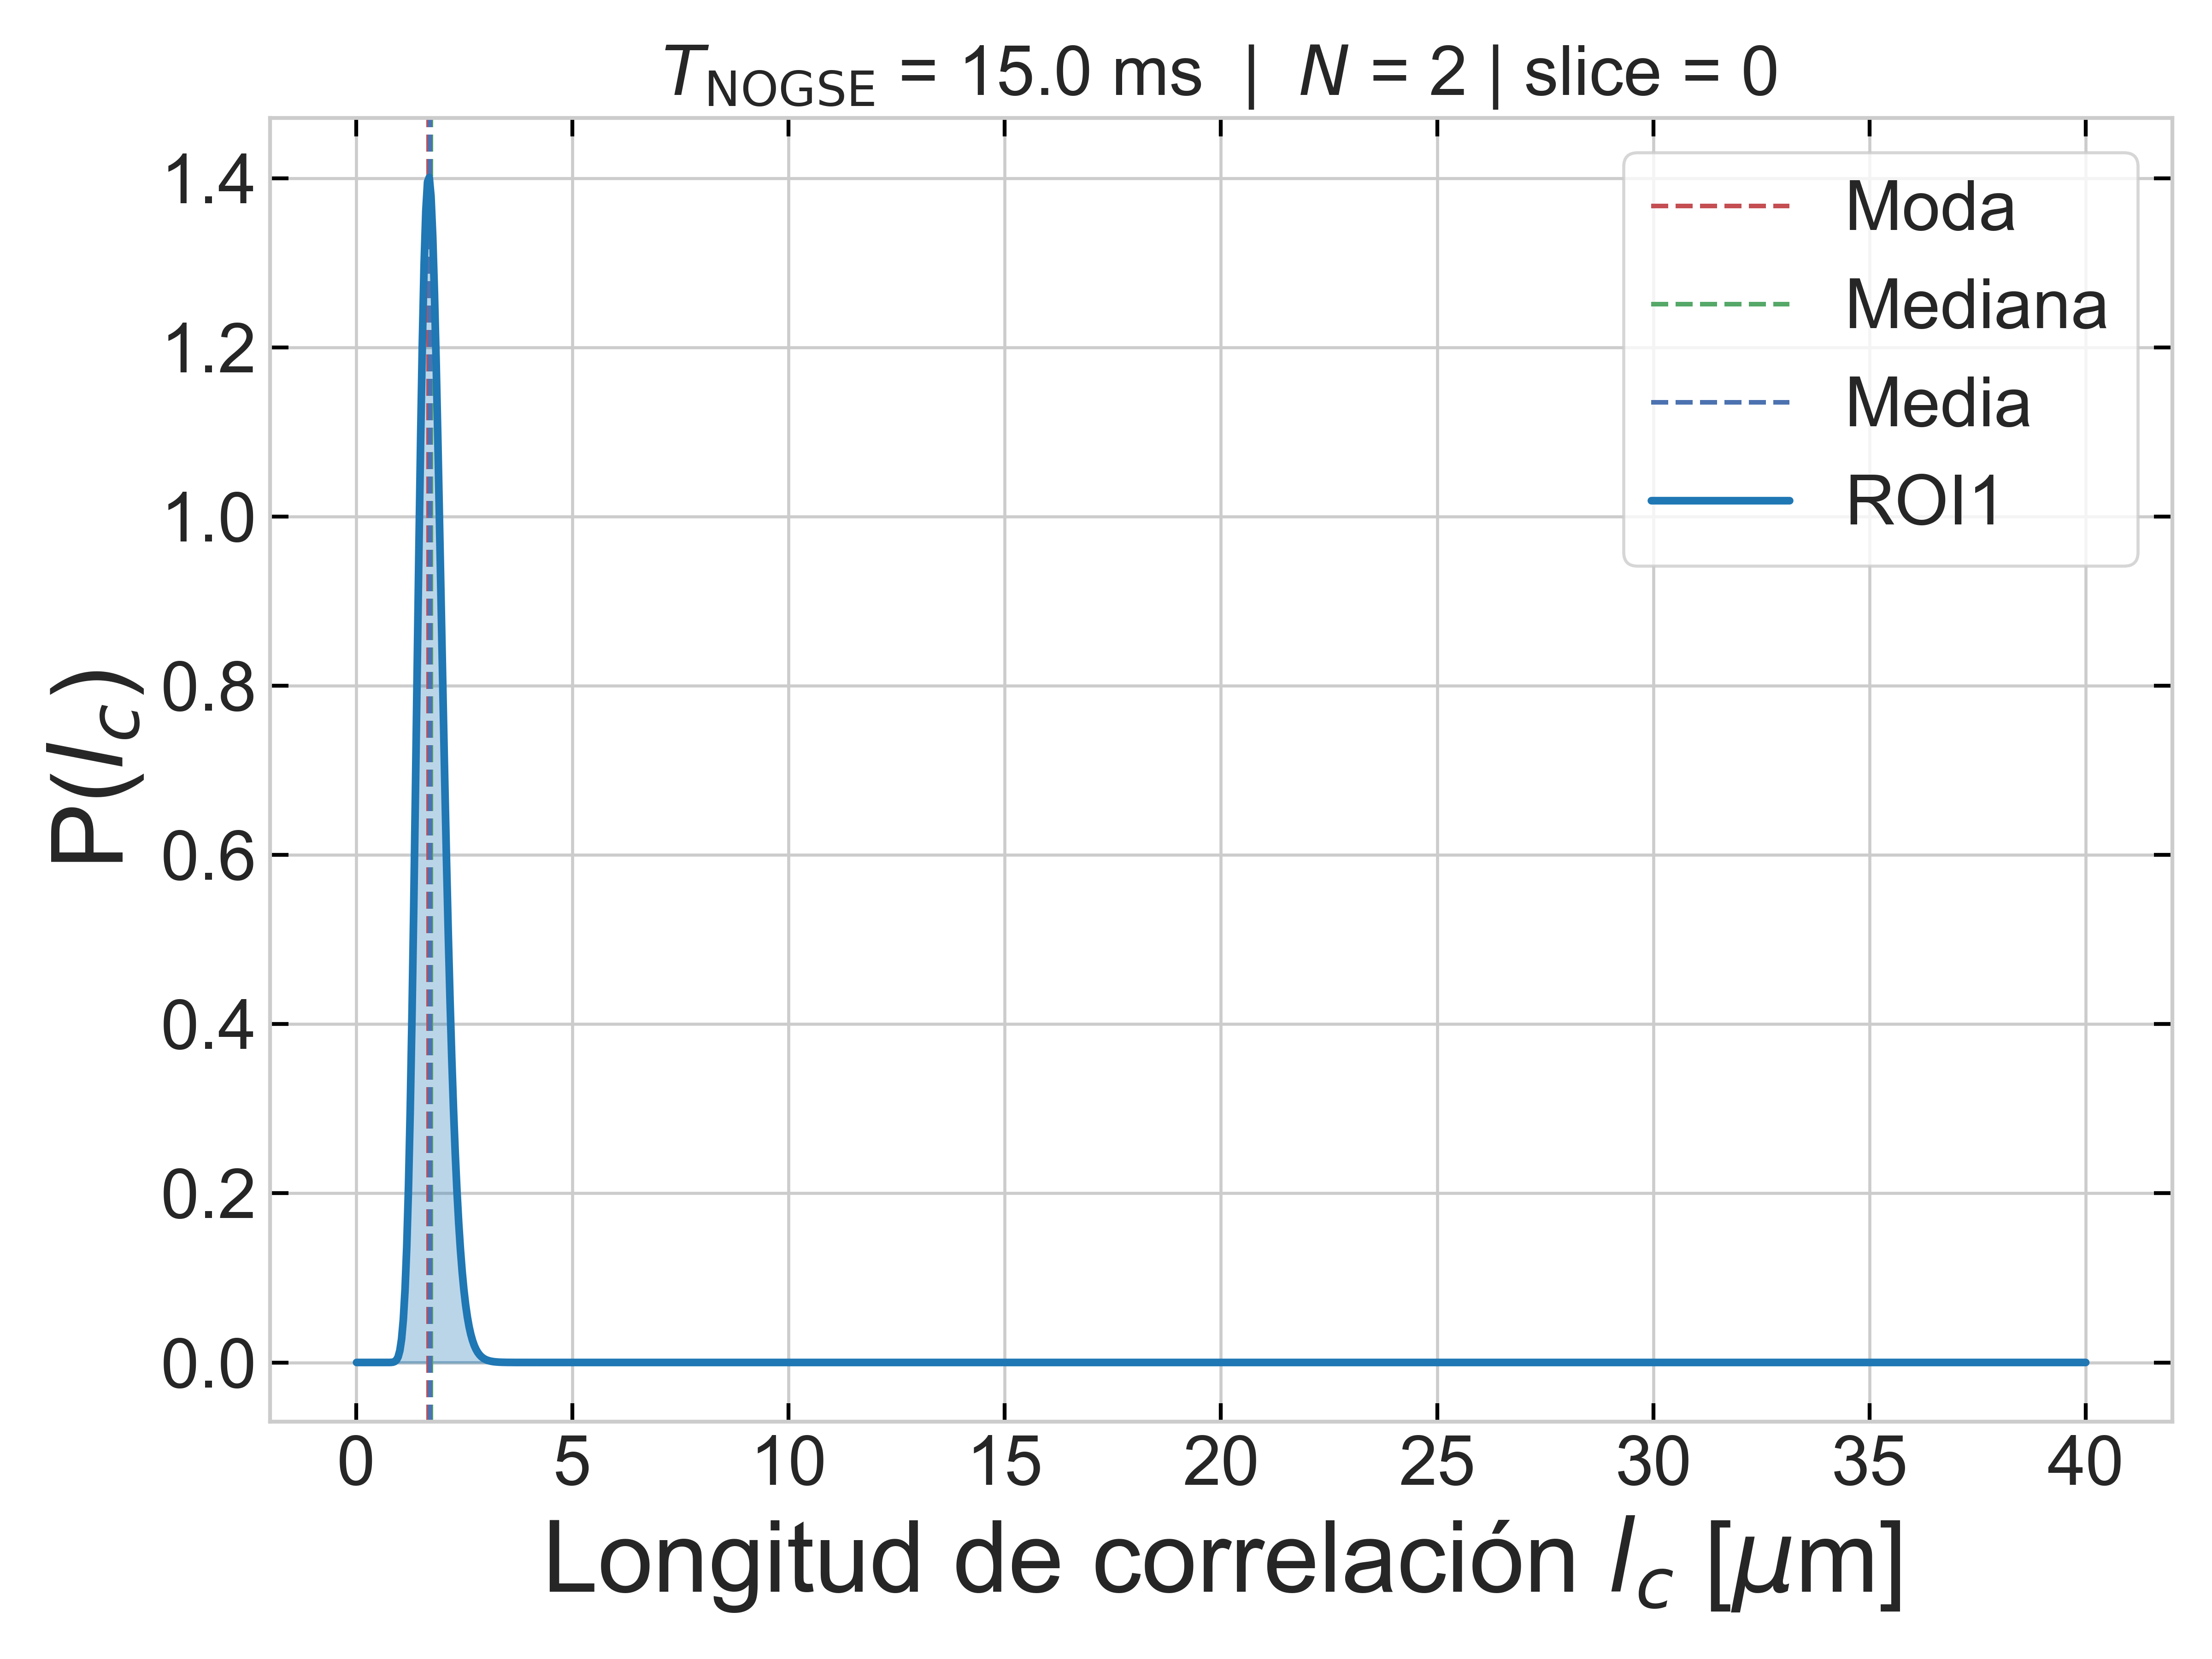 T_NOGSE = 15.0 ms | N = 2 | slice = 0
Moda
Mediana
Media
ROI1
P(l_c)
1.4
1.2
1.0
0.8
0.6
0.4
0.2
0.0
0 5 10 15 20 25 30 35 40
Longitud de correlación l_c [μm]